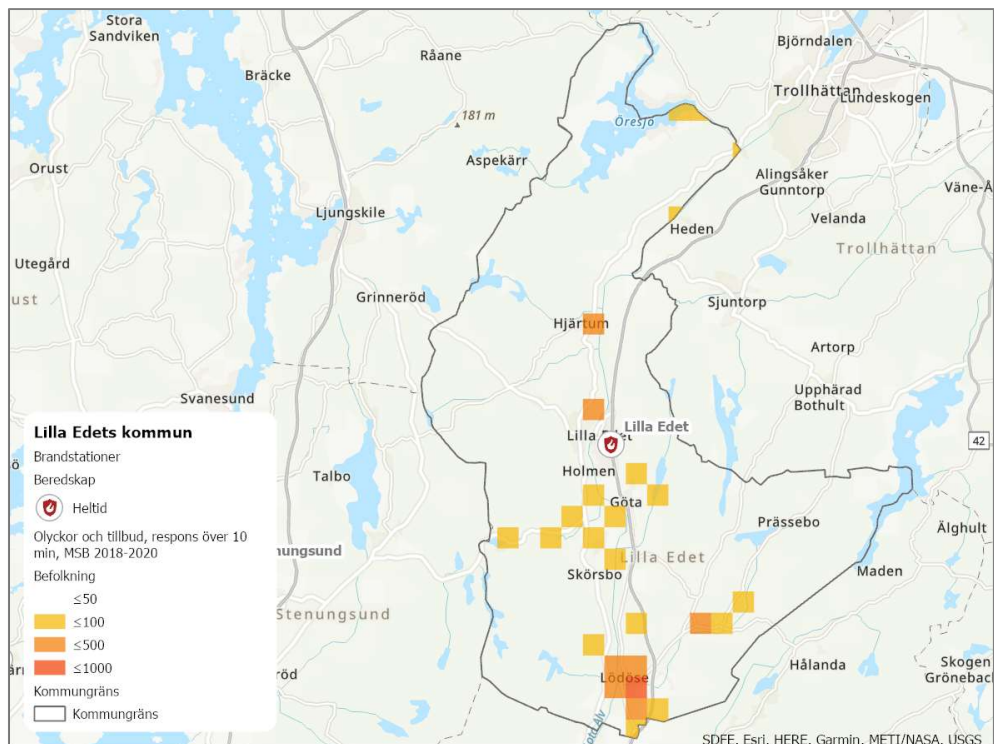 Stora
Sandviken
Björndalen
Råane
Bräcke
Trollhättan
Lundeskogen
181 m
Öresjö
Aspekärr
Orust
Alingsåker
Gunntorp
Väne-Å
Ljungskile
Velanda
Heden
Trollhättan
Utegård
ust
Grinneröd
Sjuntorp
Hjärtum
Artorp
Svanesund
Upphärad
Bothult
Lilla Edet
Lilla Edet
42
Talbo
Holmen
Göta
Prässebo
Älghult
nungsund
Lilla Edet
Skörsbo
Maden
Stenungsund
Hålanda
Skogen
Grönebac
röd
Lödöse
Lilla Edets kommun
Brandstationer
Beredskap
Heltid
Olyckor och tillbud, respons över 10
min, MSB 2018-2020
Befolkning
≤50
≤100
≤500
≤1000
Kommungräns
Kommungräns
SDFE, Esri, HERE, Garmin, METI/NASA, USGS